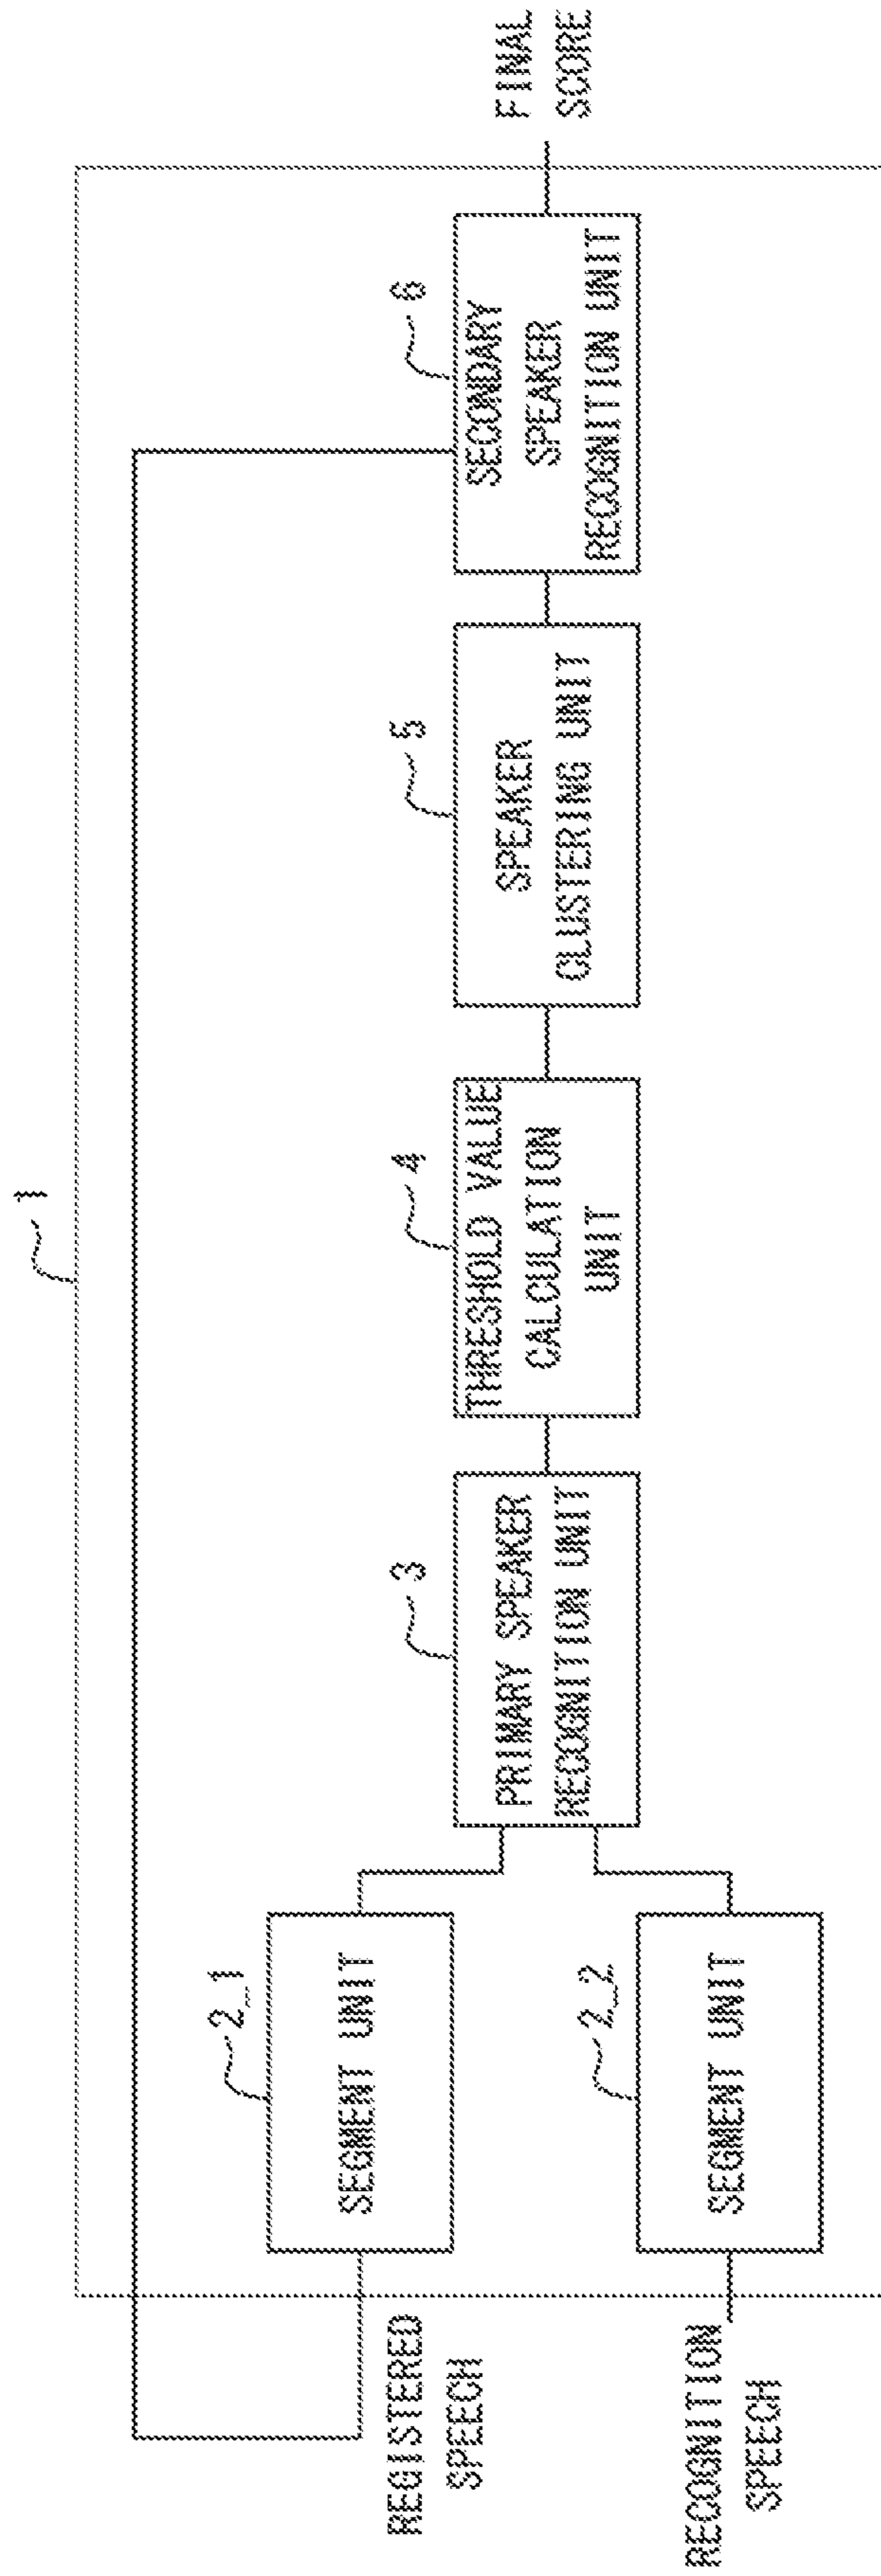 1
REGISTERED
SPEECH
2_1
SEGMENT UNIT
RECOGNITION
SPEECH
2_2
SEGMENT UNIT
3
PRIMARY SPEAKER
RECOGNITION UNIT
4
THRESHOLD VALUE
CALCULATION
UNIT
5
SPEAKER
CLUSTERING UNIT
6
SECONDARY
SPEAKER
RECOGNITION UNIT
FINAL
SCORE